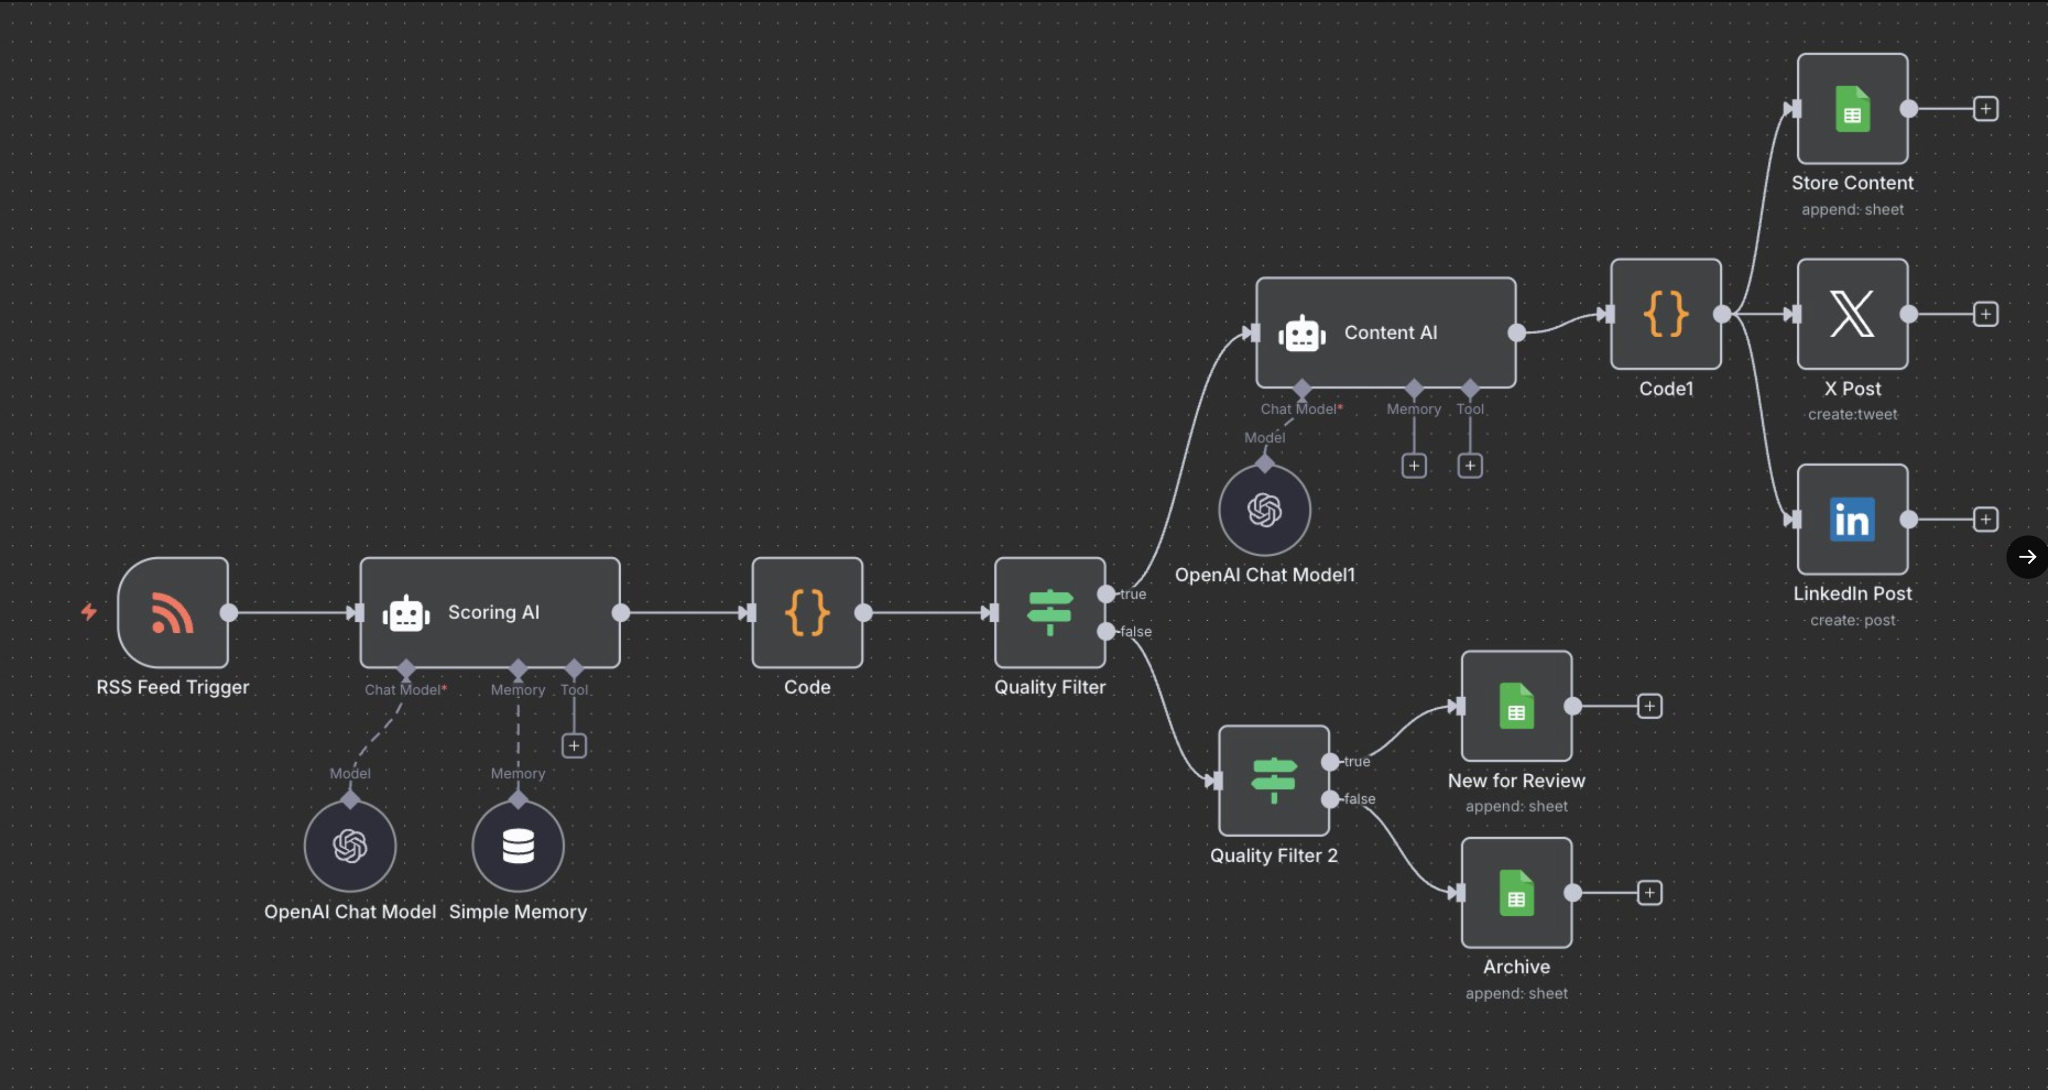 Store Content
append: sheet
Content AI
Chat Model*
Memory
Tool
Code1
X Post
create:tweet
Model
OpenAI Chat Model1
LinkedIn Post
create: post
RSS Feed Trigger
Scoring AI
Chat Model*
Memory
Tool
Code
Quality Filter
true
false
Model
Memory
OpenAI Chat Model
Simple Memory
Quality Filter 2
true
false
New for Review
append: sheet
Archive
append: sheet